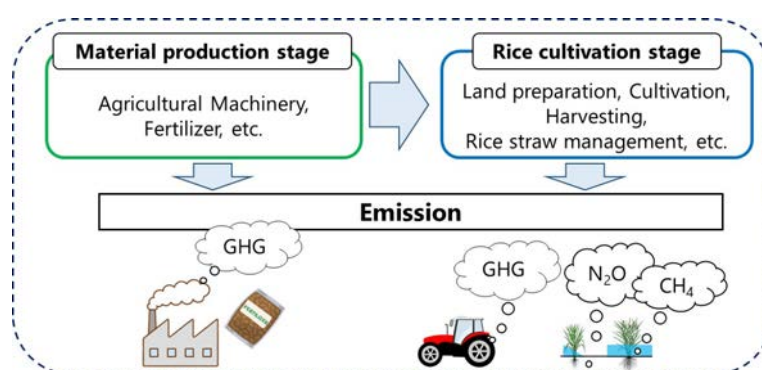 Material production stage
Agricultural Machinery,
Fertilizer, etc.
Rice cultivation stage
Land preparation, Cultivation,
Harvesting,
Rice straw management, etc.
Emission
GHG
FERTILIZER
GHG
N₂O
CH₄